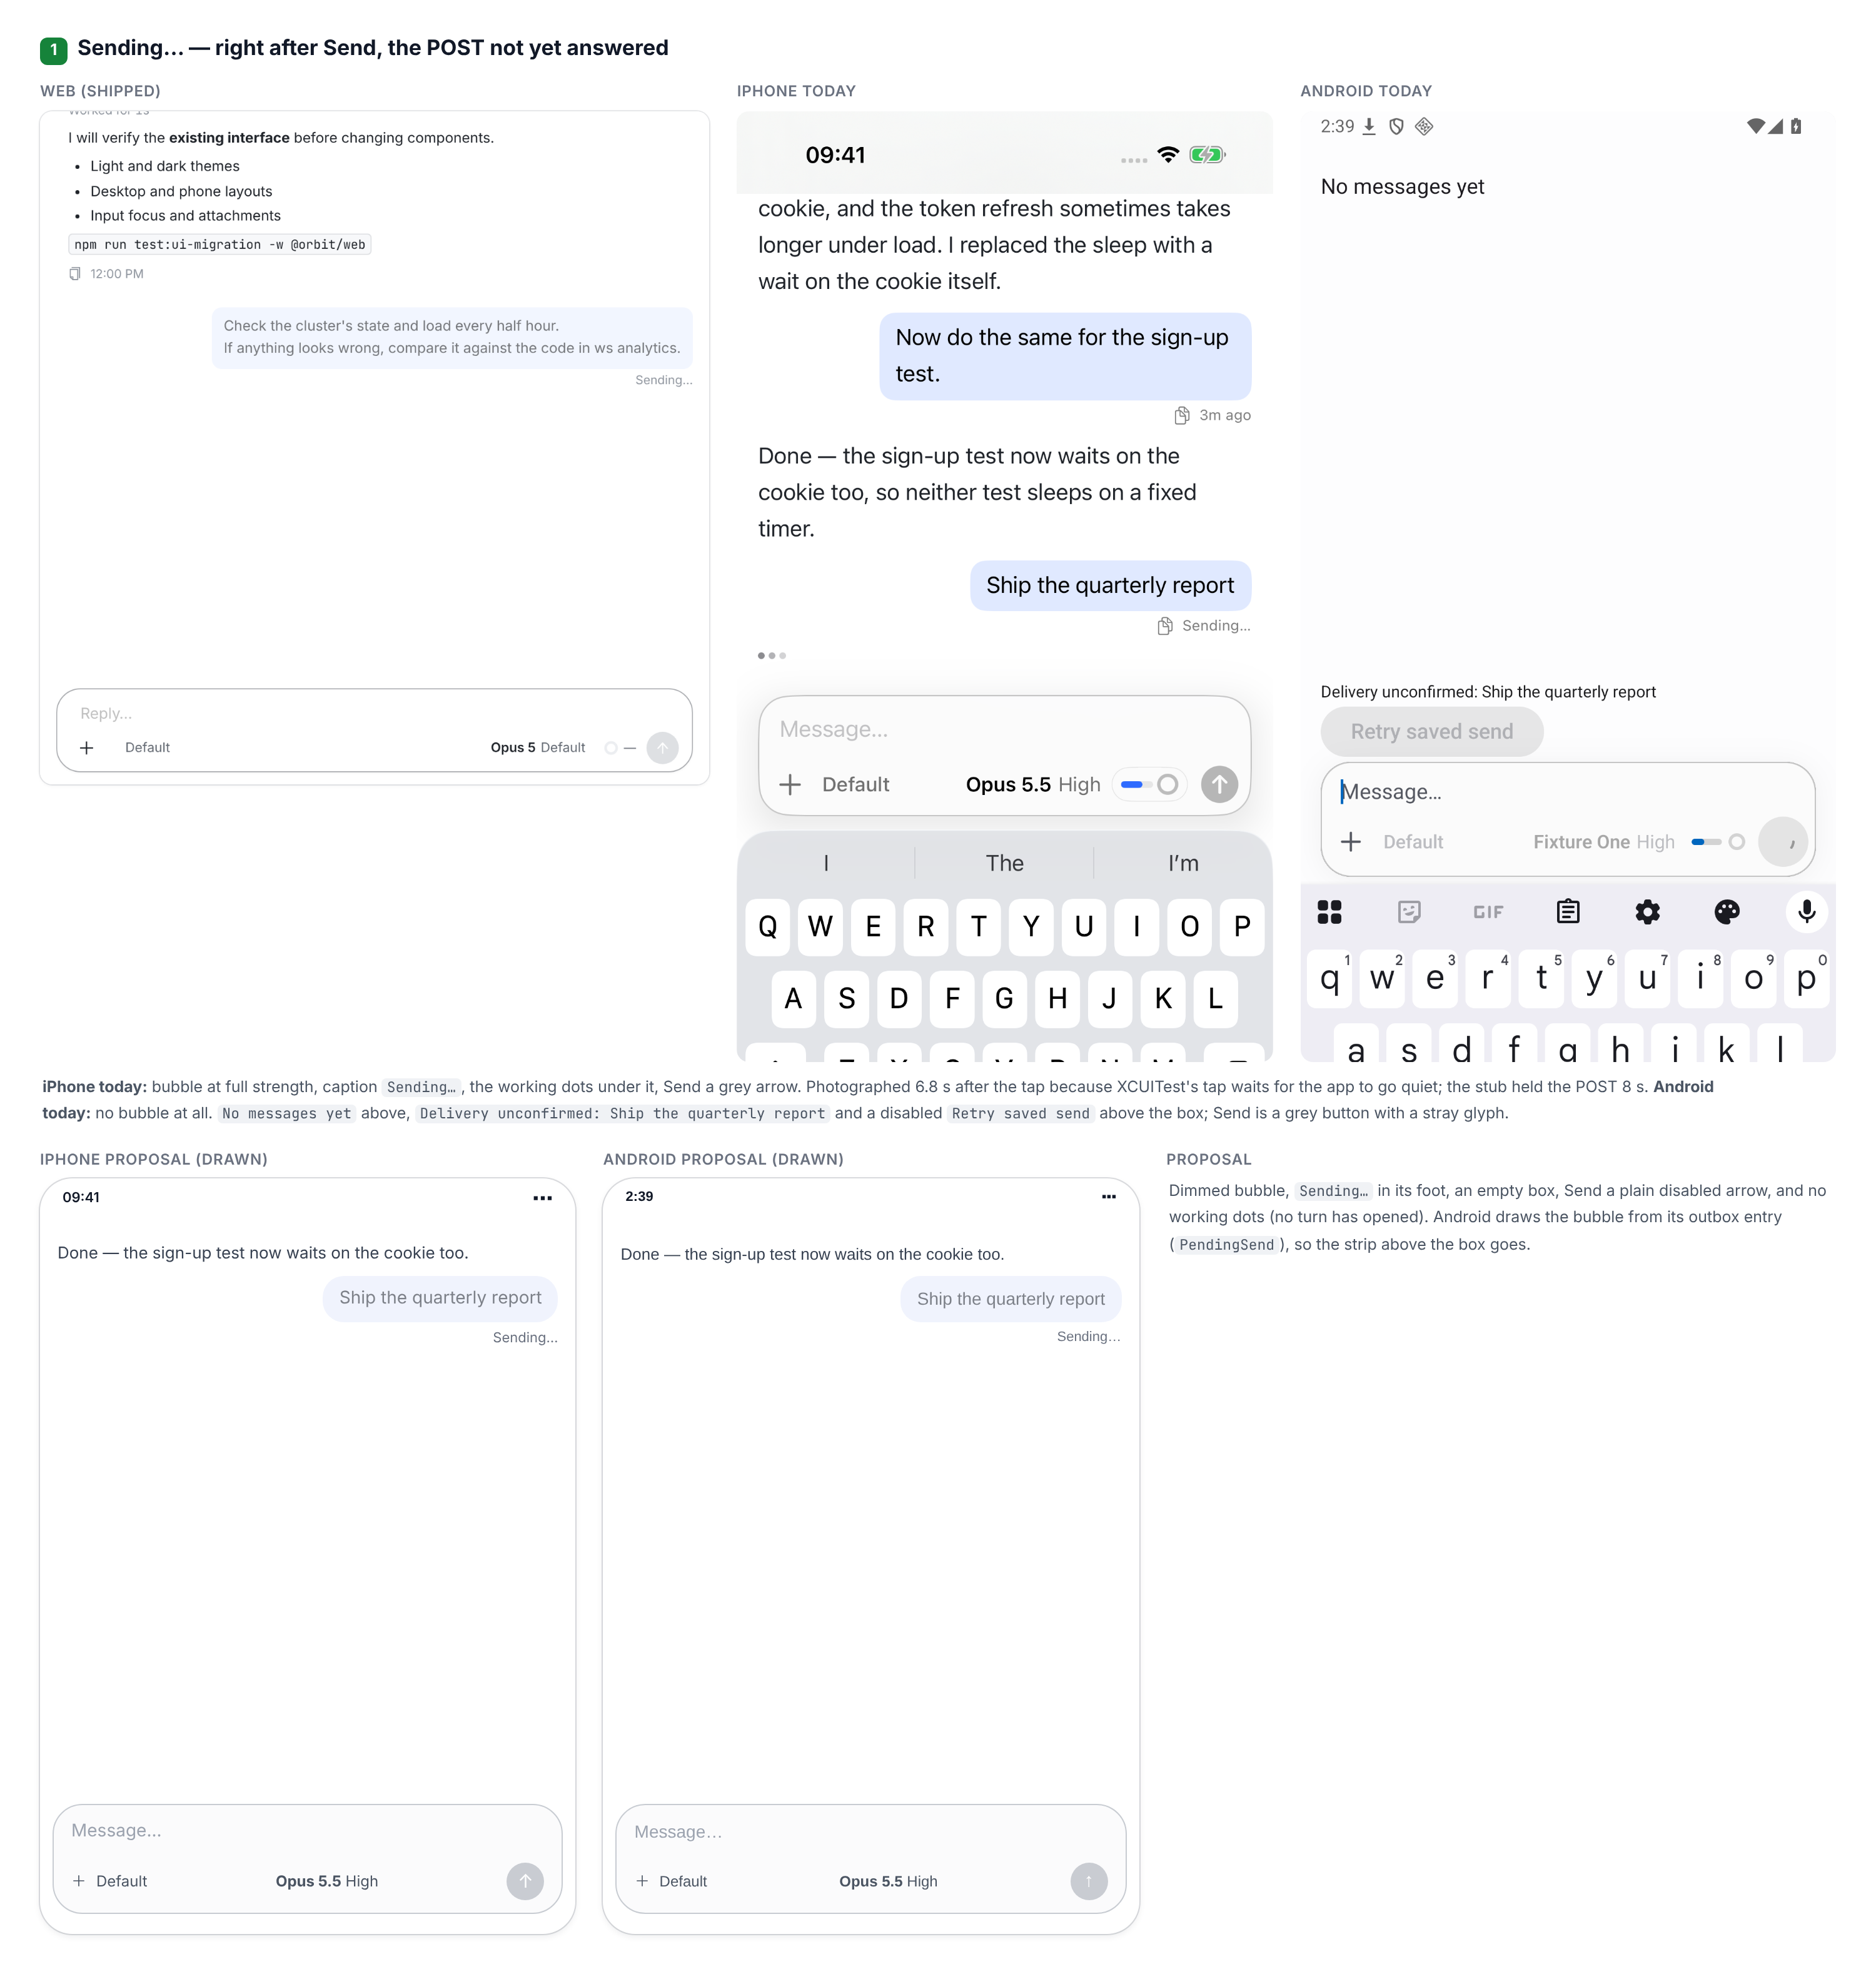 1 Sending… — right after Send, the POST not yet answered
WEB (SHIPPED)
Worked for 1s
I will verify the existing interface before changing components.
• Light and dark themes
• Desktop and phone layouts
• Input focus and attachments
npm run test:ui-migration -w @orbit/web
12:00 PM
Check the cluster's state and load every half hour.
If anything looks wrong, compare it against the code in ws analytics.
Sending…
Reply…
Default
Opus 5 Default
IPHONE TODAY
09:41
cookie, and the token refresh sometimes takes
longer under load. I replaced the sleep with a
wait on the cookie itself.
Now do the same for the sign-up
test.
3m ago
Done — the sign-up test now waits on the
cookie too, so neither test sleeps on a fixed
timer.
Ship the quarterly report
Sending…
Message…
Default
Opus 5.5 High
I The I’m
Q W E R T Y U I O P
A S D F G H J K L
ANDROID TODAY
2:39
No messages yet
Delivery unconfirmed: Ship the quarterly report
Retry saved send
Message…
Default
Fixture One High
GIF
q1 w2 e3 r4 t5 y6 u7 i8 o9 p0
a s d f g h j k l
iPhone today: bubble at full strength, caption Sending… , the working dots under it, Send a grey arrow. Photographed 6.8 s after the tap because XCUITest's tap waits for the app to go quiet; the stub held the POST 8 s. Android
today: no bubble at all. No messages yet above, Delivery unconfirmed: Ship the quarterly report and a disabled Retry saved send above the box; Send is a grey button with a stray glyph.
IPHONE PROPOSAL (DRAWN)
09:41
Done — the sign-up test now waits on the cookie too.
Ship the quarterly report
Sending…
Message…
Default
Opus 5.5 High
ANDROID PROPOSAL (DRAWN)
2:39
Done — the sign-up test now waits on the cookie too.
Ship the quarterly report
Sending…
Message…
Default
Opus 5.5 High
PROPOSAL
Dimmed bubble, Sending… in its foot, an empty box, Send a plain disabled arrow, and no
working dots (no turn has opened). Android draws the bubble from its outbox entry
( PendingSend ), so the strip above the box goes.